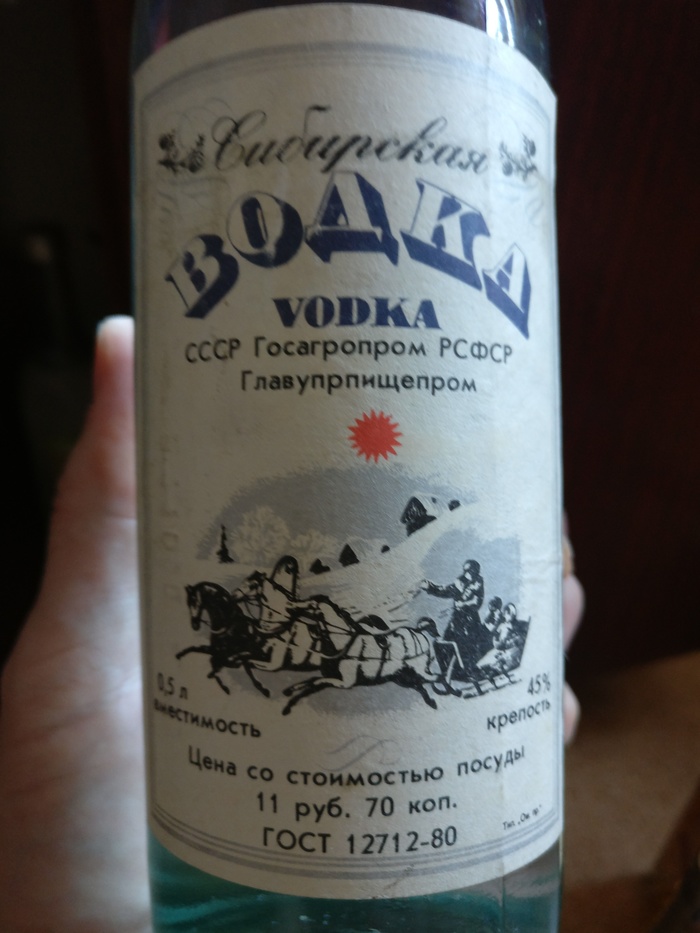 Сибирская
ВОДКА
VODKA
СССР Госагропром РСФСР
Главупрпищепром
0,5 л
вместимость
45%
крепость
Цена со стоимостью посуды
11 руб. 70 коп.
ГОСТ 12712-80